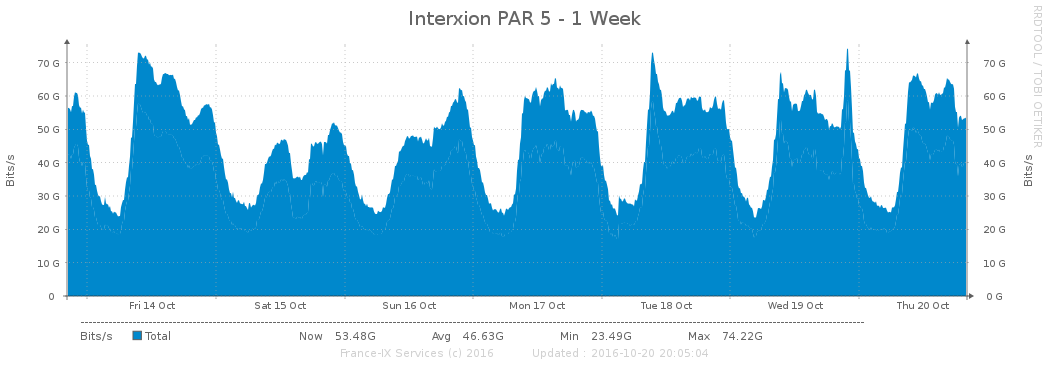 Interxion PAR 5 - 1 Week
RRDTOOL / TOBI OETIKER
Bits/s
70 G 70 G
60 G 60 G
50 G 50 G
40 G 40 G
30 G 30 G
20 G 20 G
10 G 10 G
0 0 G
Bits/s
Fri 14 Oct Sat 15 Oct Sun 16 Oct Mon 17 Oct Tue 18 Oct Wed 19 Oct Thu 20 Oct
Bits/s Total Now 53.48G Avg 46.63G Min 23.49G Max 74.22G
France-IX Services (c) 2016 Updated : 2016-10-20 20:05:04